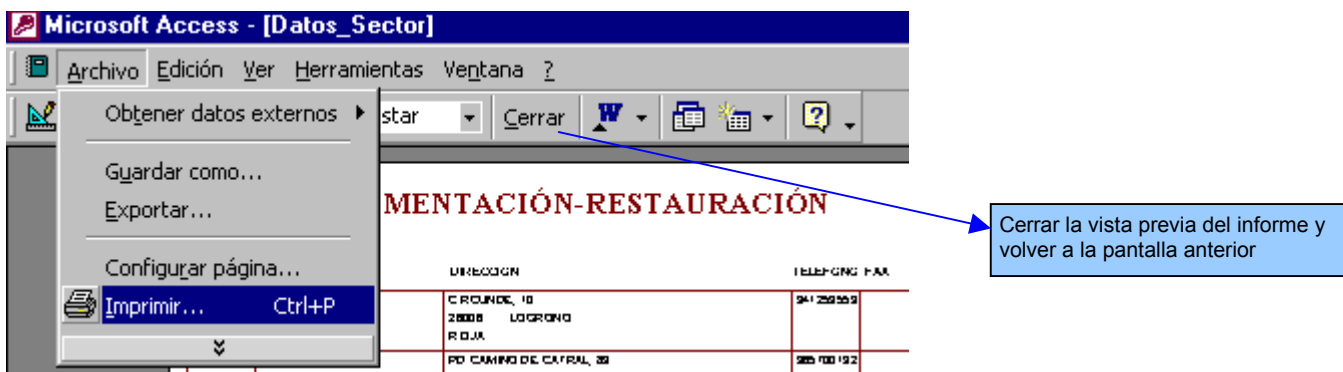 Microsoft Access - [Datos_Sector]
Archivo Edición Ver Herramientas Ventana ?
star Cerrar
Obtener datos externos
Guardar como...
Exportar...
Configurar página...
Imprimir... Ctrl+P
MENTACIÓN-RESTAURACIÓN
DIRECCION TELEFONO FAX
941259559
LOGRONO
PD CAMINO DE CATRAL,
Cerrar la vista previa del informe y
volver a la pantalla anterior